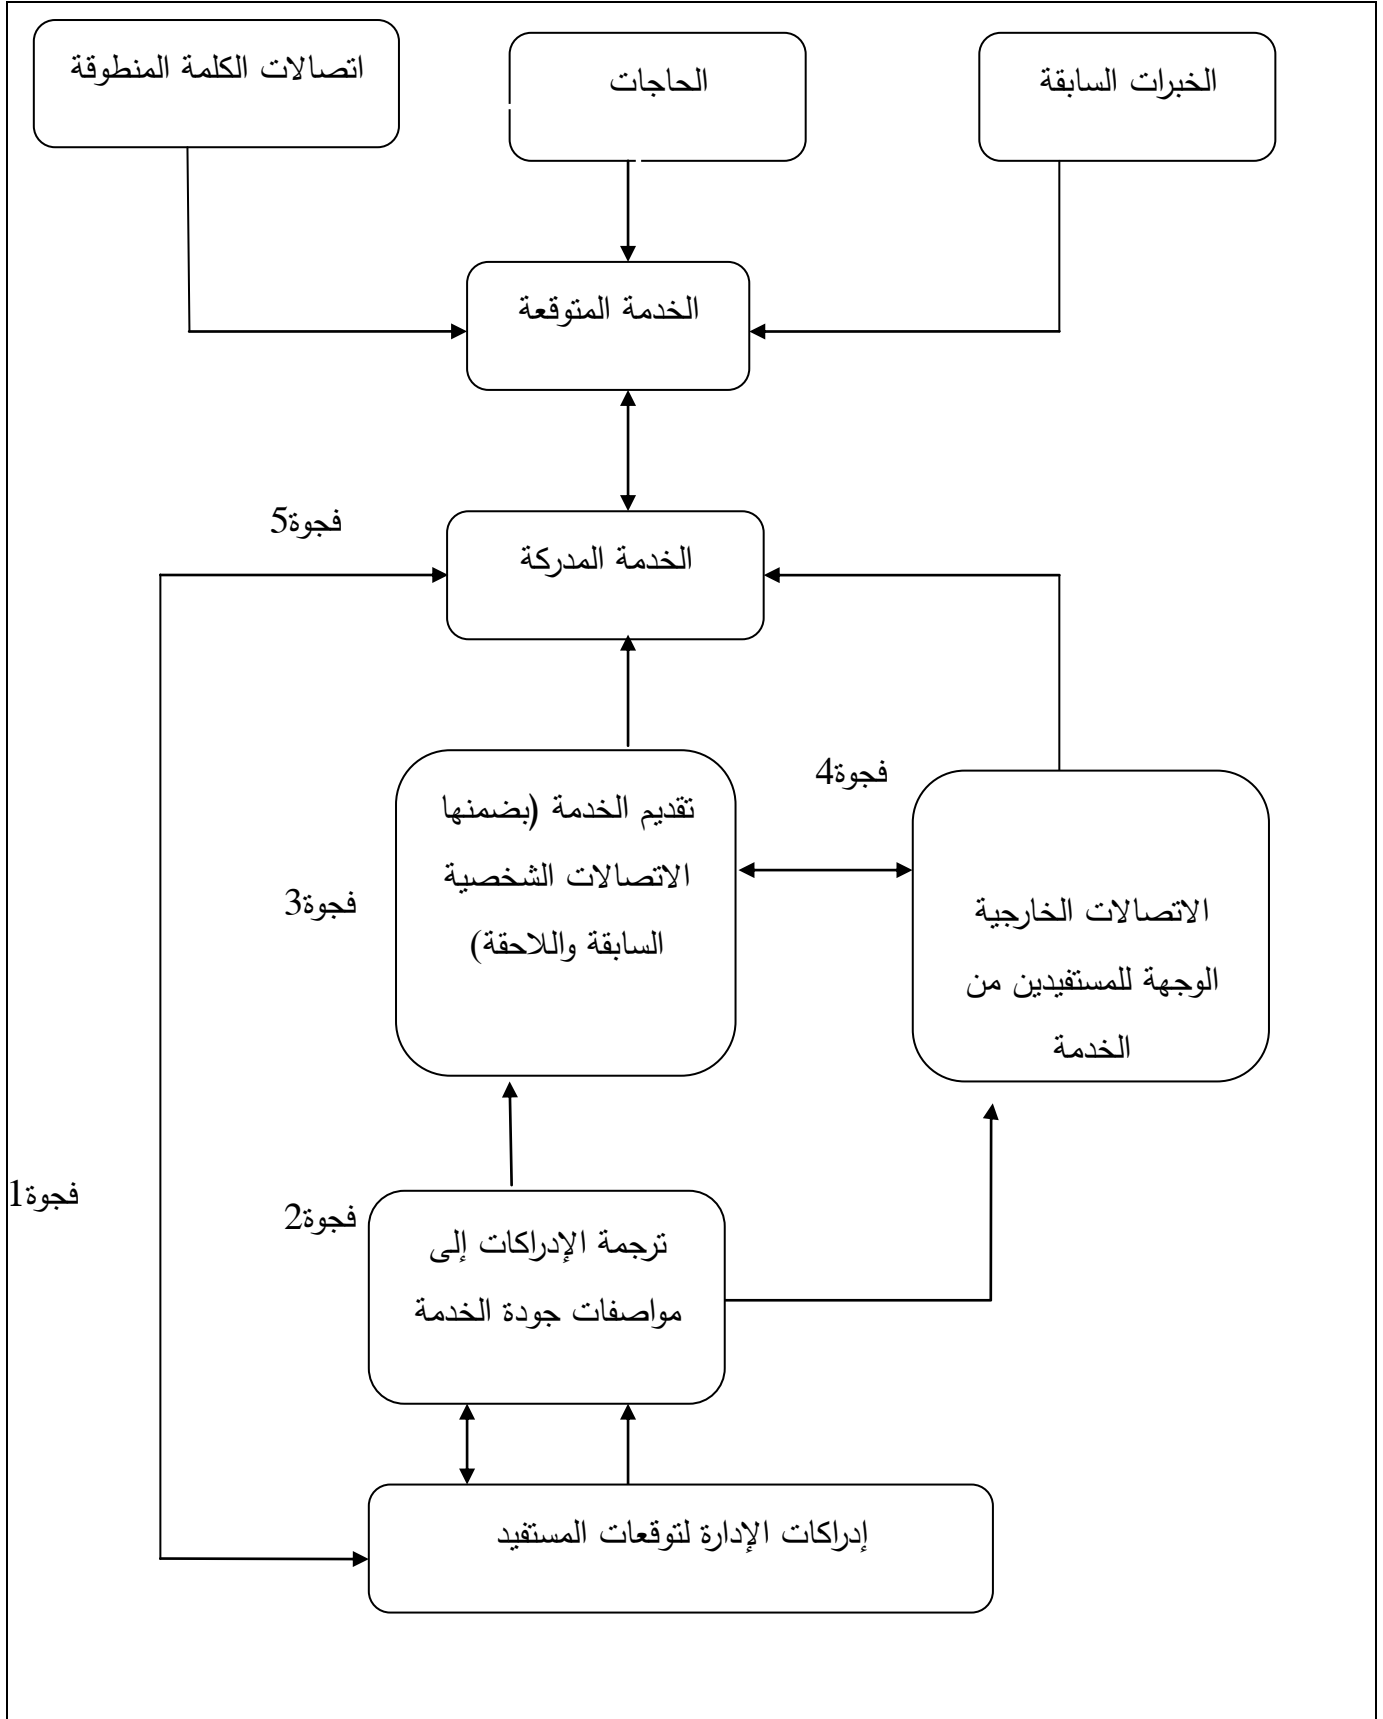 الخبرات السابقة
الحاجات
اتصالات الكلمة المنطوقة
الخدمة المتوقعة
فجوة5
الخدمة المدركة
فجوة4
تقديم الخدمة (بضمنها
الاتصالات الشخصية
السابقة واللاحقة)
فجوة3
الاتصالات الخارجية
الوجهة للمستفيدين من
الخدمة
فجوة1
فجوة2
ترجمة الإدراكات إلى
مواصفات جودة الخدمة
إدراكات الإدارة لتوقعات المستفيد